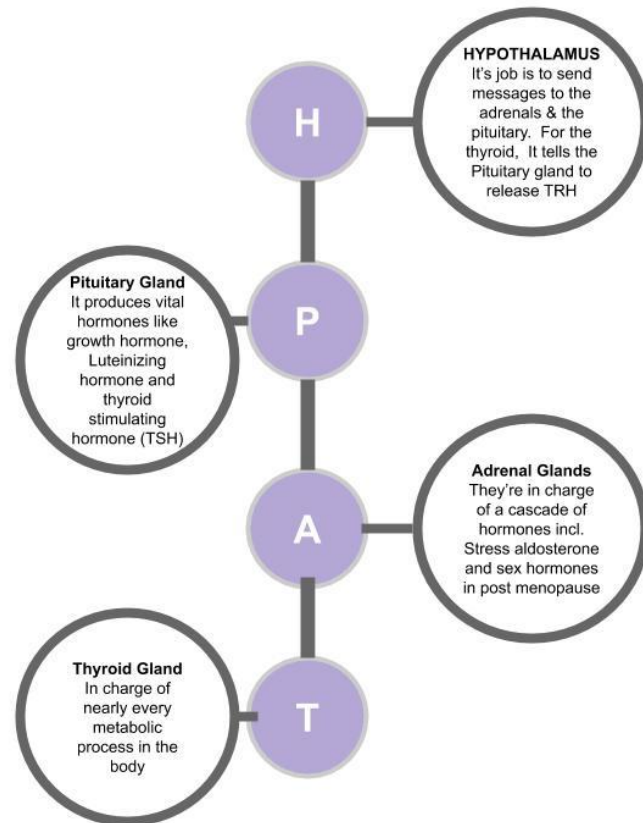 H
HYPOTHALAMUS
It's job is to send
messages to the
adrenals & the
pituitary.  For the
thyroid,  It tells the
Pituitary gland to
release TRH
P
Pituitary Gland
It produces vital
hormones like
growth hormone,
Luteinizing
hormone and
thyroid
stimulating
hormone (TSH)
A
Adrenal Glands
They're in charge
of a cascade of
hormones incl.
Stress aldosterone
and sex hormones
in post menopause
T
Thyroid Gland
In charge of
nearly every
metabolic
process in the
body